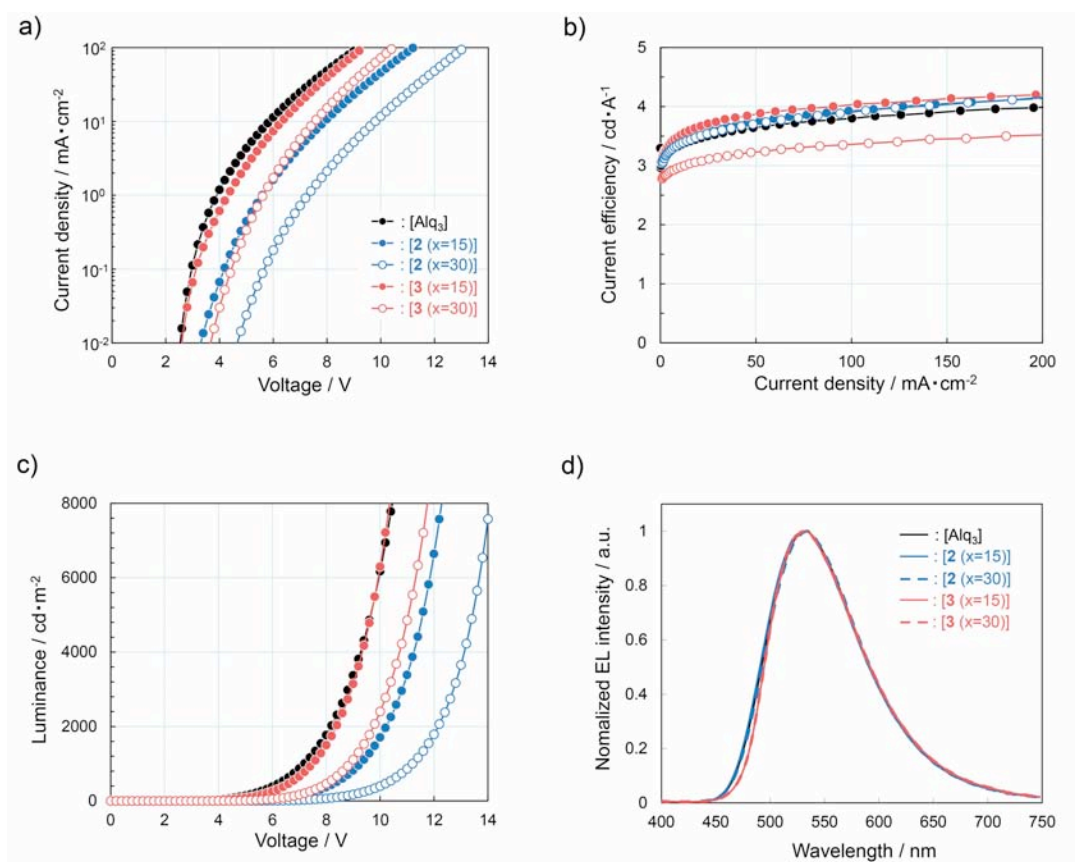 a)
10²
10¹
10⁰
10⁻¹
10⁻²
Current density / mA・cm⁻²
: [Alq₃]
: [2 (x=15)]
: [2 (x=30)]
: [3 (x=15)]
: [3 (x=30)]
0 2 4 6 8 10 12 14
Voltage / V
b)
5
4
3
2
1
0
Current efficiency / cd・A⁻¹
0 50 100 150 200
Current density / mA・cm⁻²
c)
8000
6000
4000
2000
0
Luminance / cd・m⁻²
0 2 4 6 8 10 12 14
Voltage / V
d)
1
0.8
0.6
0.4
0.2
0
Nomalized EL intensity / a.u.
: [Alq₃]
: [2 (x=15)]
: [2 (x=30)]
: [3 (x=15)]
: [3 (x=30)]
400 450 500 550 600 650 700 750
Wavelength / nm